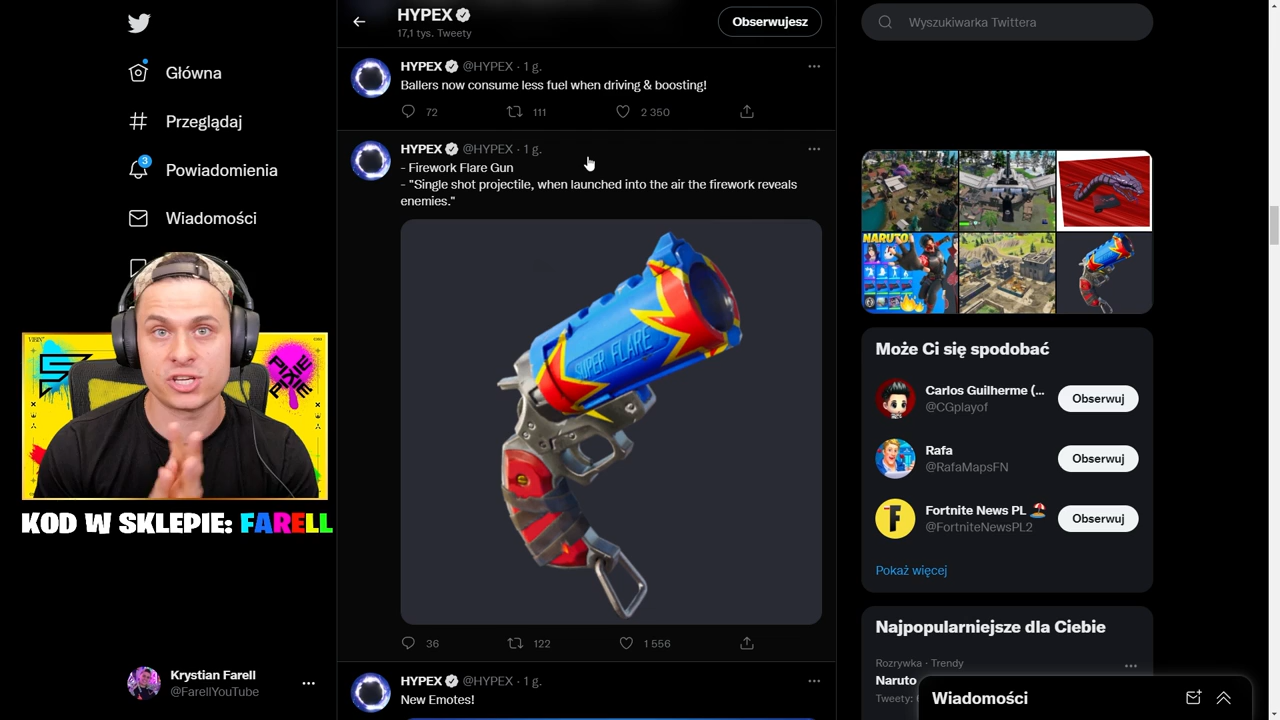 HYPEX
17,1 tys. Tweety
Obserwujesz
Wyszukiwarka Twittera
Główna
Przeglądaj
3
Powiadomienia
Wiadomości
KOD W SKLEPIE: FARELL
Krystian Farell
@FarellYouTube
HYPEX @HYPEX · 1 g.
Ballers now consume less fuel when driving & boosting!
72
111
2 350
HYPEX @HYPEX · 1 g.
- Firework Flare Gun
- "Single shot projectile, when launched into the air the firework reveals
enemies."
SUPER FLARE
36
122
1 556
HYPEX @HYPEX · 1 g.
New Emotes!
NARUTO
Może Ci się spodobać
Carlos Guilherme (...
@CGplayof
Obserwuj
Rafa
@RafaMapsFN
Obserwuj
Fortnite News PL
@FortniteNewsPL2
Obserwuj
Pokaż więcej
Najpopularniejsze dla Ciebie
Rozrywka · Trendy
Naruto
Tweety:
Wiadomości